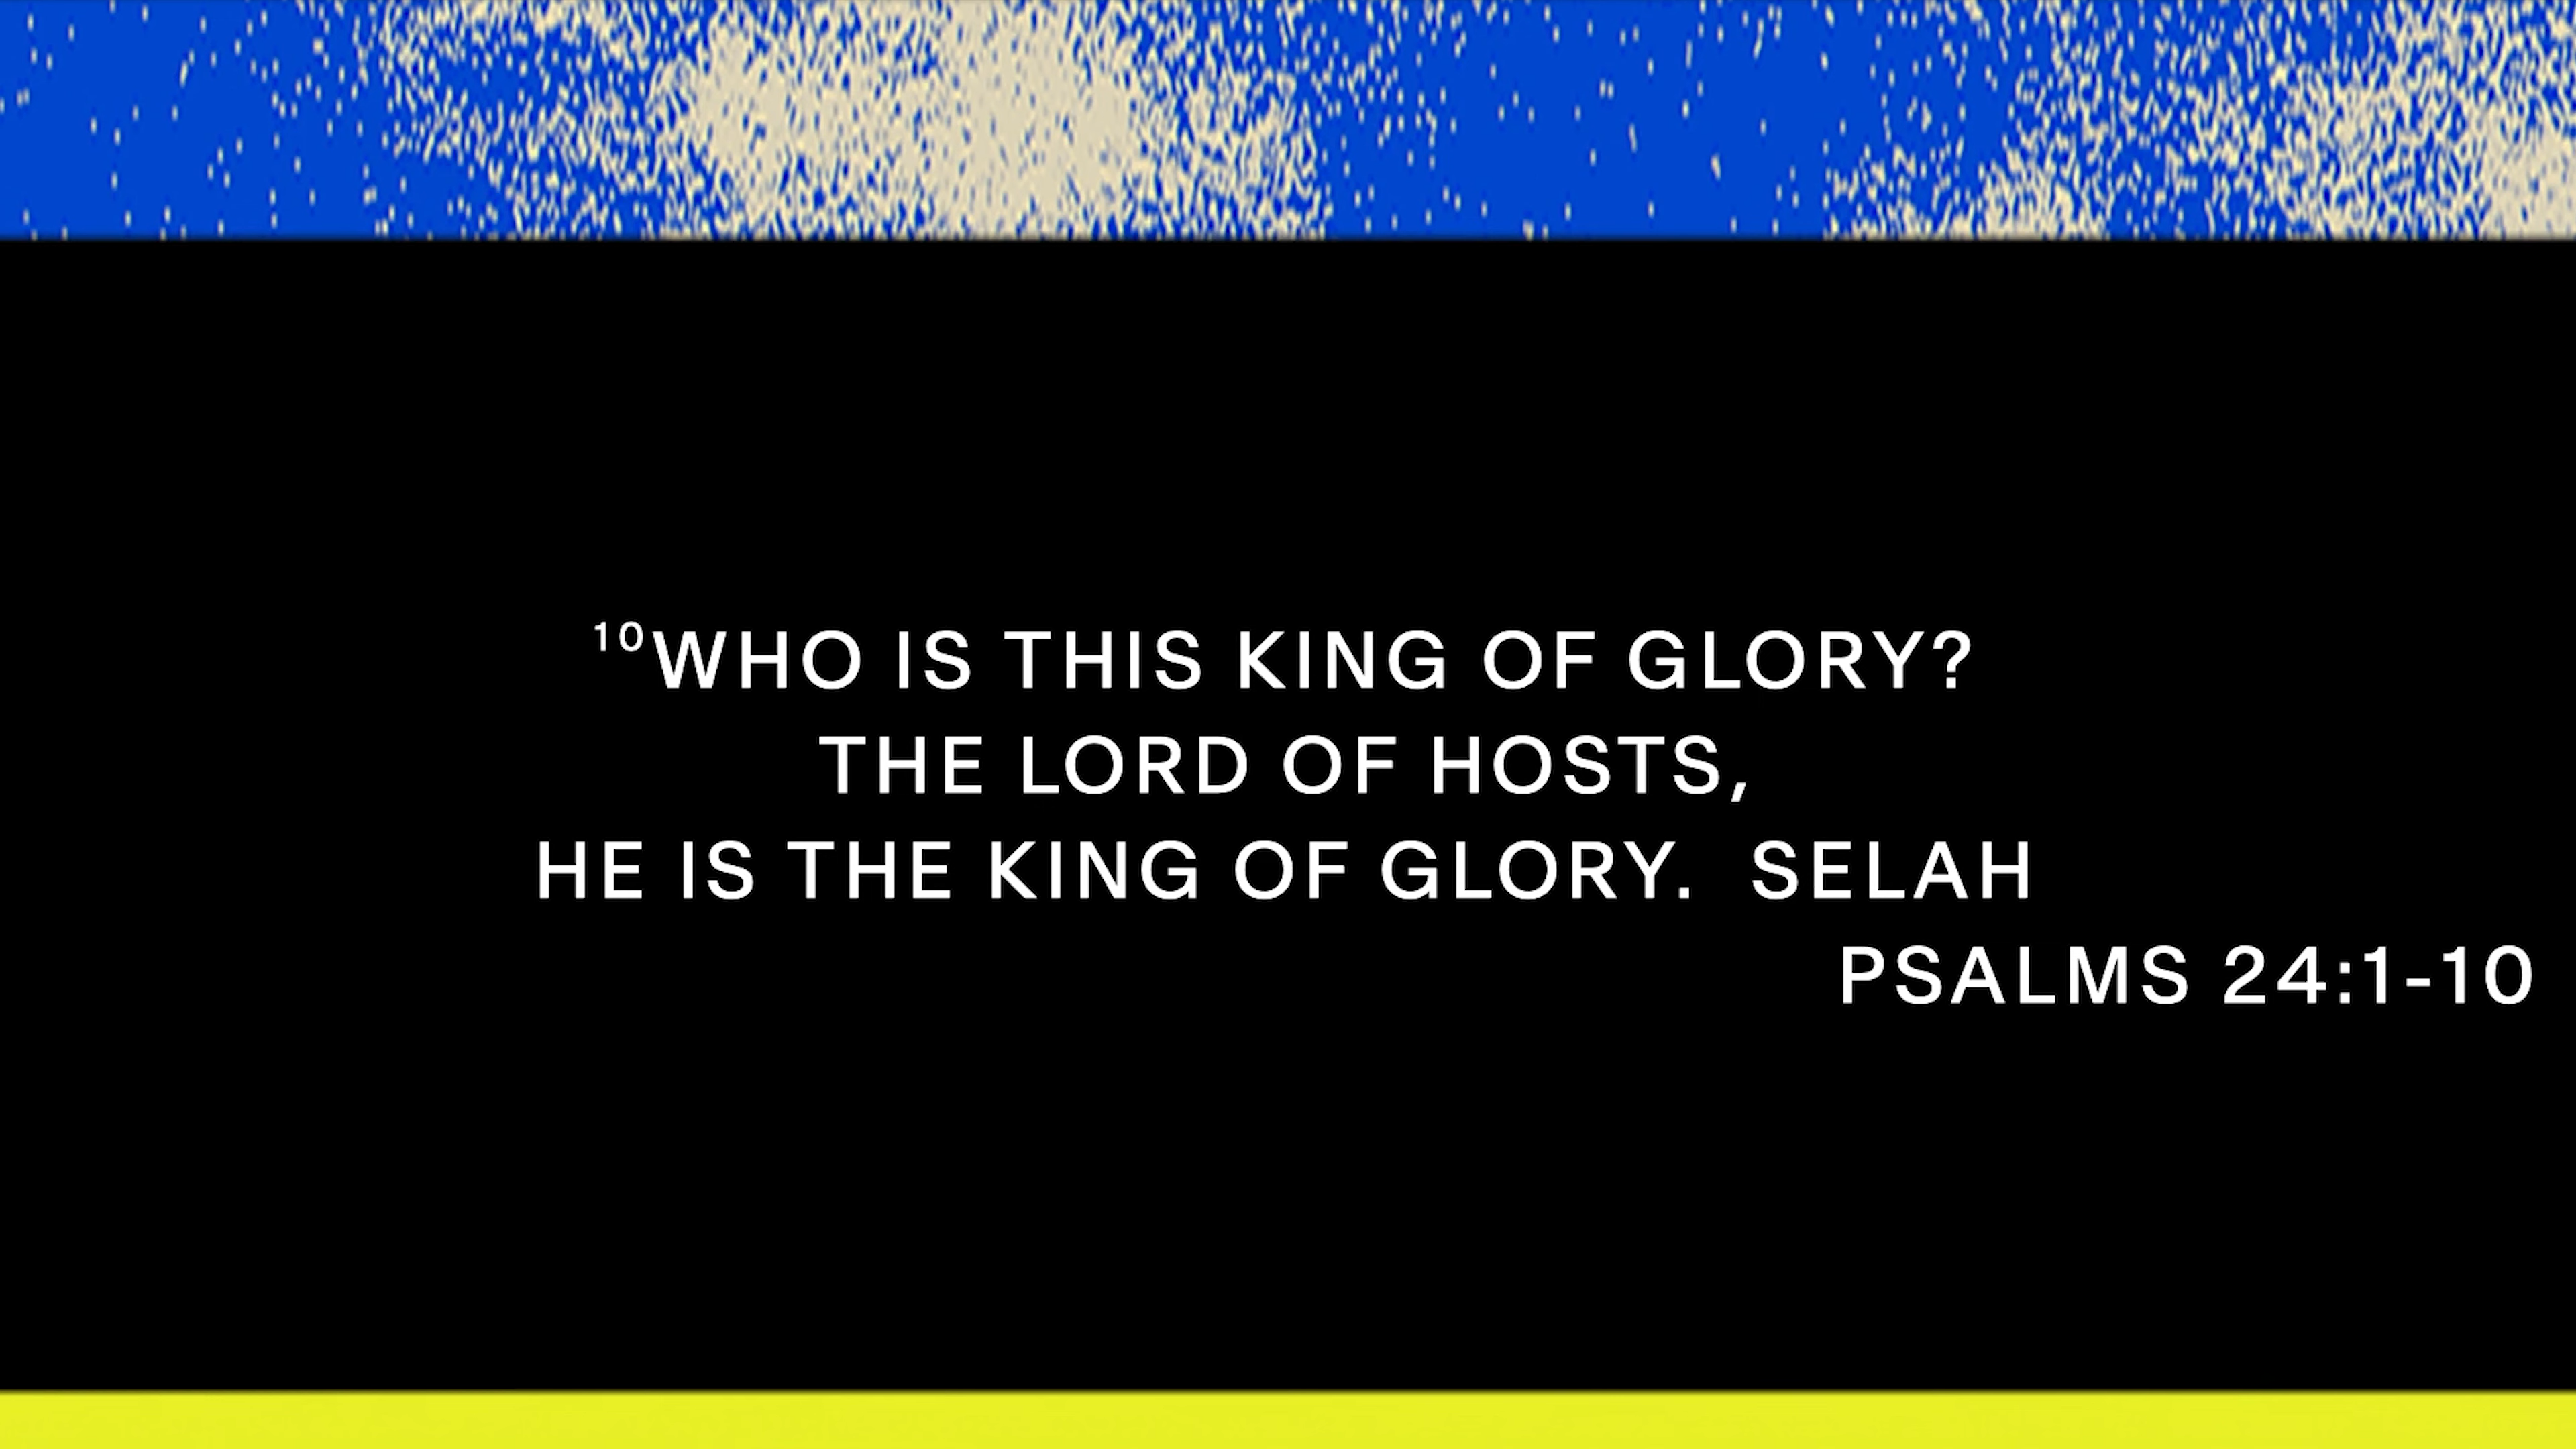 ¹⁰WHO IS THIS KING OF GLORY?
THE LORD OF HOSTS,
HE IS THE KING OF GLORY. SELAH
PSALMS 24:1-10